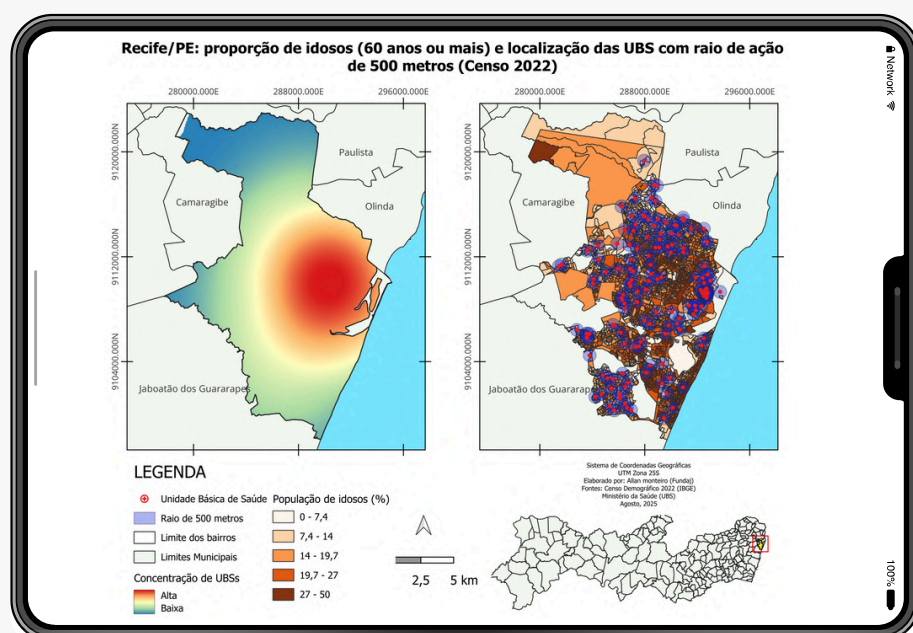 Recife/PE: proporção de idosos (60 anos ou mais) e localização das UBS com raio de ação
de 500 metros (Censo 2022)
280000.000E 288000.000E 296000.000E
9120000.000N
9112000.000N
9104000.000N
Paulista
Camaragibe
Olinda
Jaboatão dos Guararapes
280000.000E 288000.000E 296000.000E
9120000.000N
9112000.000N
9104000.000N
Paulista
Camaragibe
Olinda
Jaboatão dos Guarara
LEGENDA
Unidade Básica de Saúde
Raio de 500 metros
Limite dos bairros
Limites Municipais
Concentração de UBSs
Alta
Baixa
População de idosos (%)
0 - 7,4
7,4 - 14
14 - 19,7
19,7 - 27
27 - 50
2,5 5 km
Sistema de Coordenadas Geográficas
UTM Zona 25S
Elaborado por: Allan monteiro (Fundaj)
Fontes: Censo Demográfico 2022 (IBGE)
Ministério da Saúde (UBS)
Agosto, 2025
Network
100%